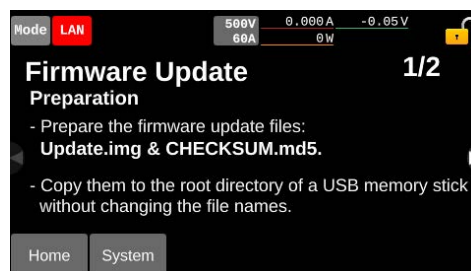 Mode LAN 500V 0.000A -0.05V
60A 0W
Firmware Update 1/2
Preparation
- Prepare the firmware update files:
Update.img & CHECKSUM.md5.
- Copy them to the root directory of a USB memory stick
without changing the file names.
Home System